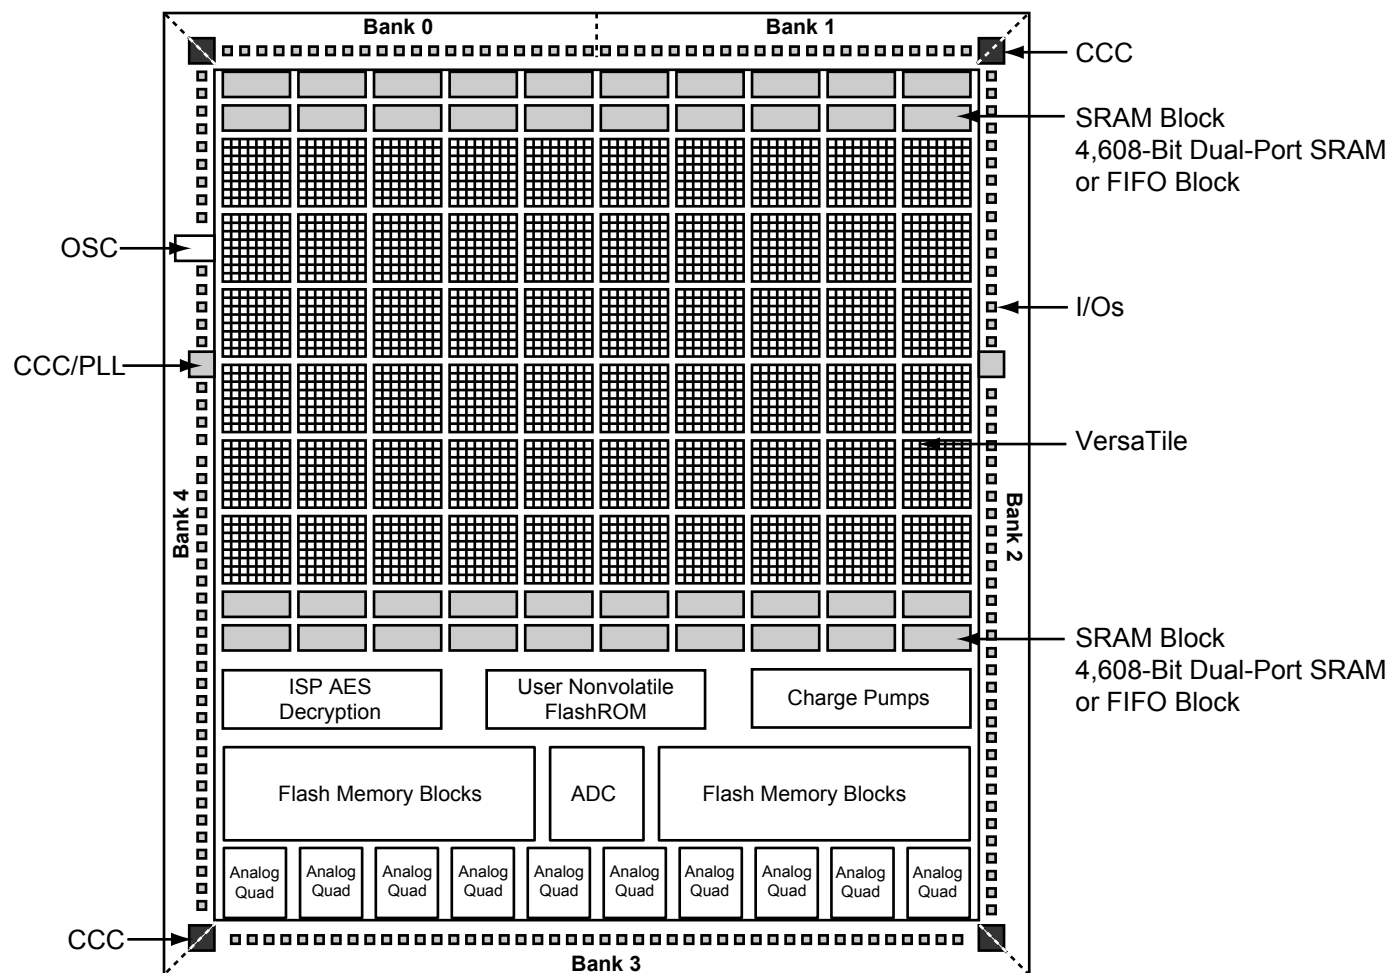 Bank 0
Bank 1
CCC
SRAM Block
4,608-Bit Dual-Port SRAM
or FIFO Block
OSC
I/Os
CCC/PLL
VersaTile
Bank 4
Bank 2
SRAM Block
4,608-Bit Dual-Port SRAM
or FIFO Block
ISP AES
Decryption
User Nonvolatile
FlashROM
Charge Pumps
Flash Memory Blocks
ADC
Flash Memory Blocks
Analog
Quad
Analog
Quad
Analog
Quad
Analog
Quad
Analog
Quad
Analog
Quad
Analog
Quad
Analog
Quad
Analog
Quad
Analog
Quad
CCC
Bank 3